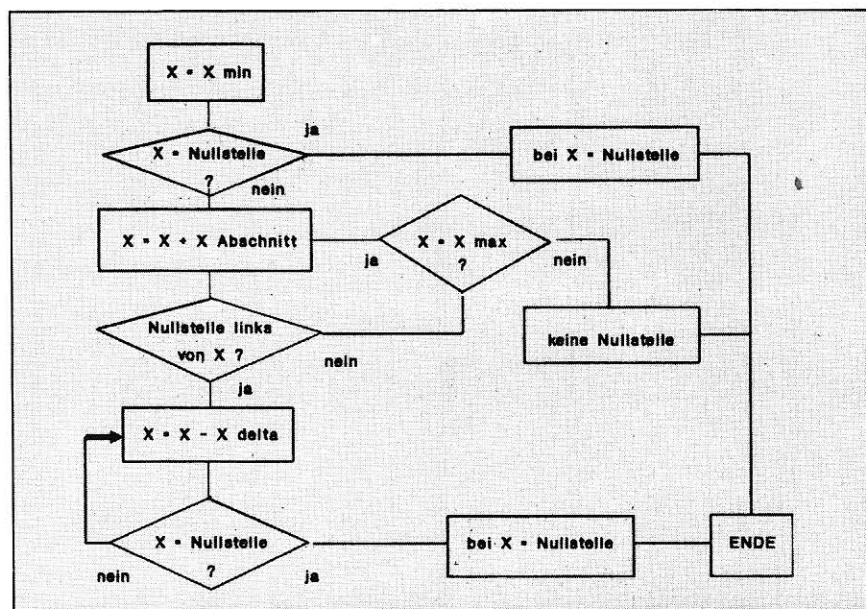 X = X min
ja
X = Nullstelle
?
nein
bei X = Nullstelle
X = X + X Abschnitt
ja
X = X max
?
nein
Nullstelle links
von X ?
nein
keine Nullstelle
ja
X = X - X delta
X = Nullstelle
?
nein
ja
bei X = Nullstelle
ENDE